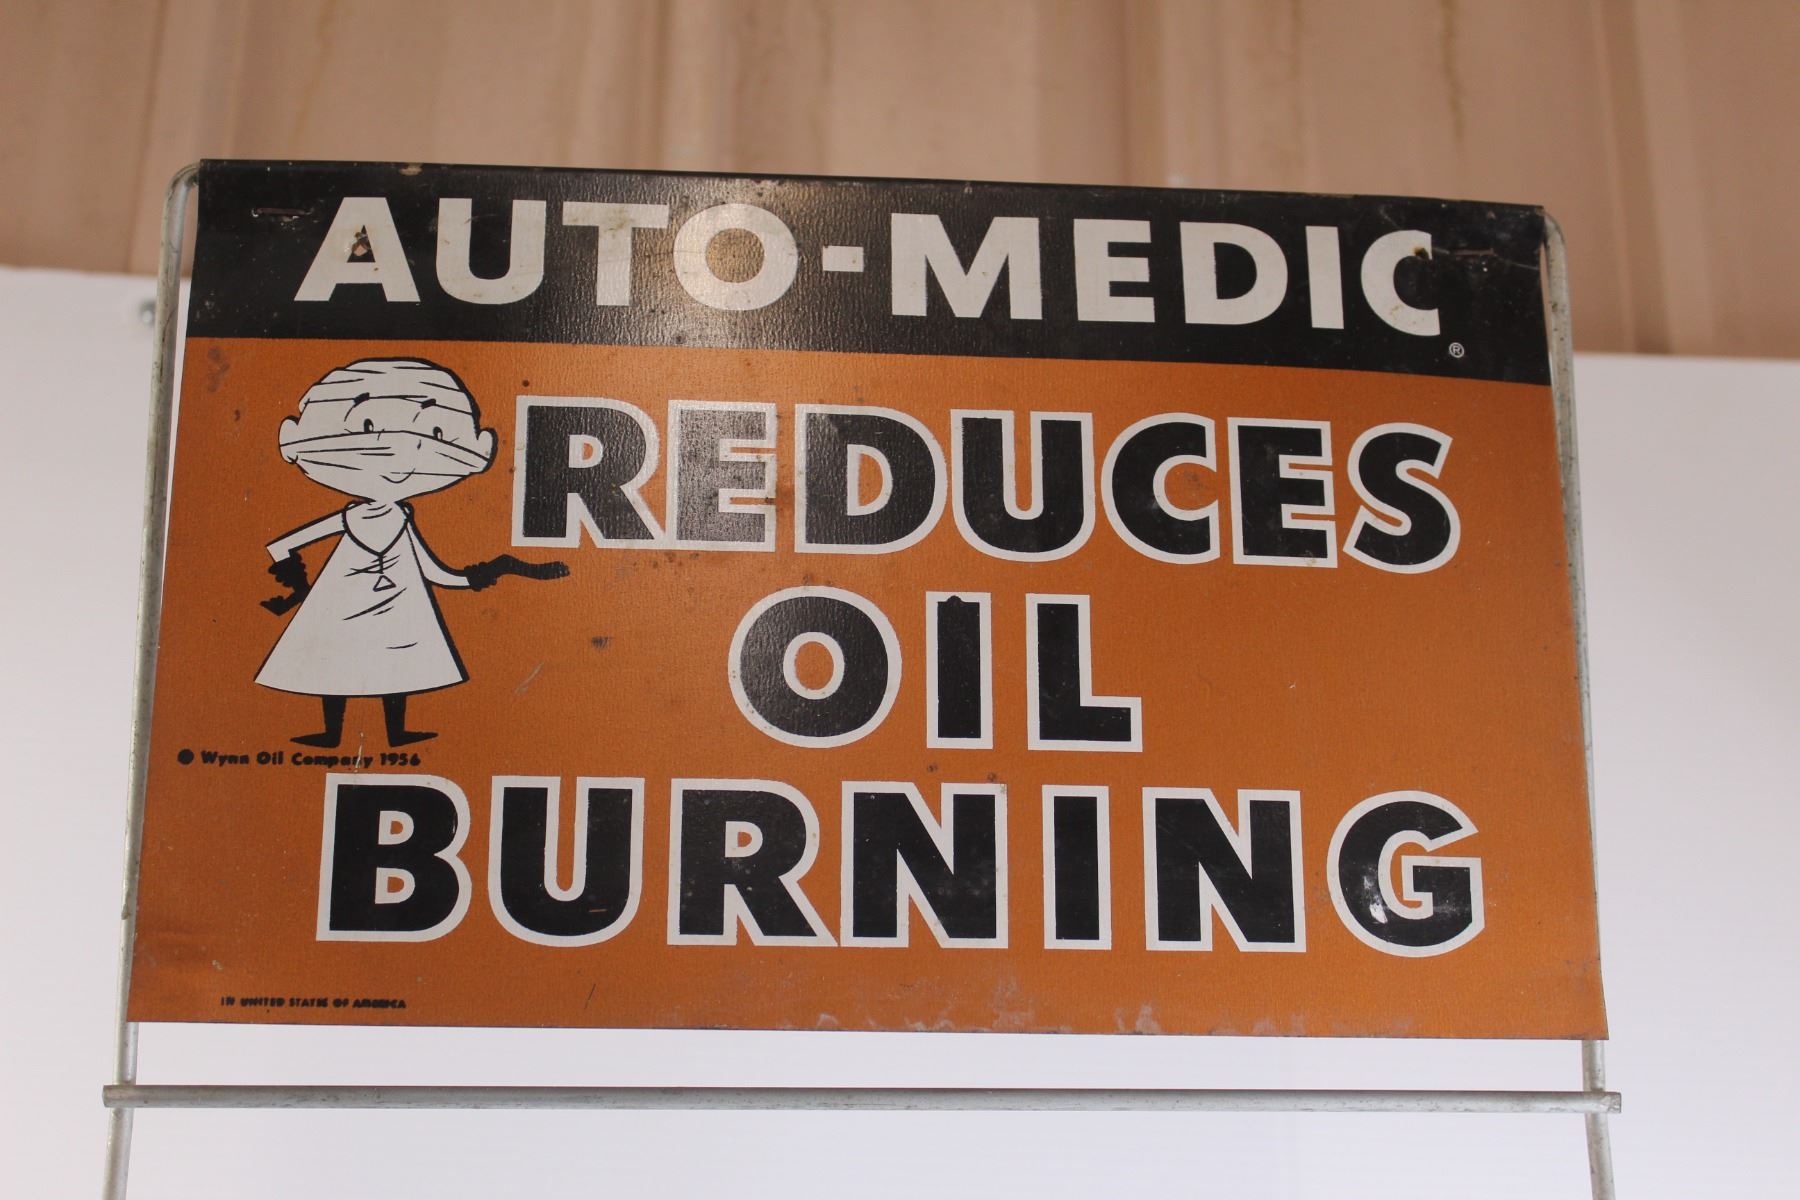 AUTO-MEDIC
®
REDUCES
OIL
Wynn Oil Company 1956
BURNING
IN UNITED STATES OF AMERICA